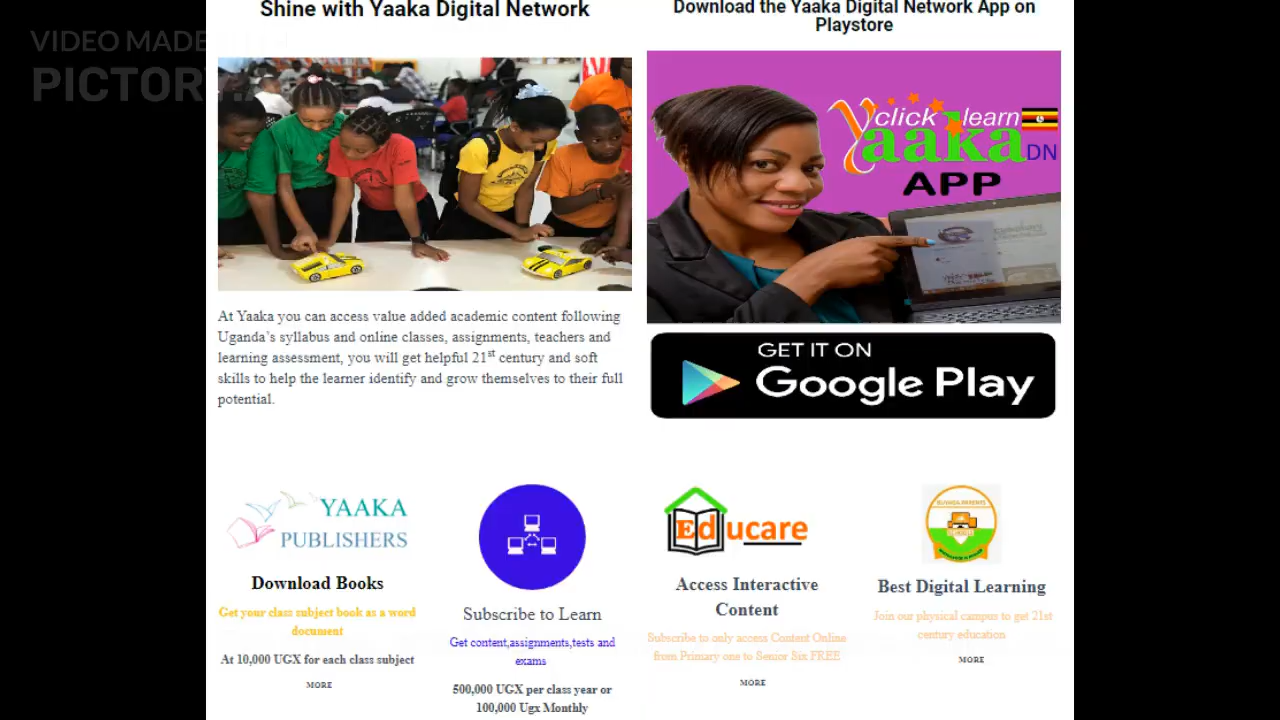 VIDEO MADE
PICTORY.
Shine with Yaaka Digital Network
At Yaaka you can access value added academic content following
Uganda's syllabus and online classes, assignments, teachers and
learning assessment, you will get helpful 21st century and soft
skills to help the learner identify and grow themselves to their full
potential.
Download the Yaaka Digital Network App on
Playstore
click learn
Yaaka DN
APP
GET IT ON
Google Play
YAAKA
PUBLISHERS
Download Books
Get your class subject book as a word
document
At 10,000 UGX for each class subject
MORE
Subscribe to Learn
Get content,assignments,tests and
exams
500,000 UGX per class year or
100,000 Ugx Monthly
Educare
Access Interactive
Content
Subscribe to only access Content Online
from Primary one to Senior Six FREE
MORE
Best Digital Learning
Join our physical campus to get 21st
century education
MORE